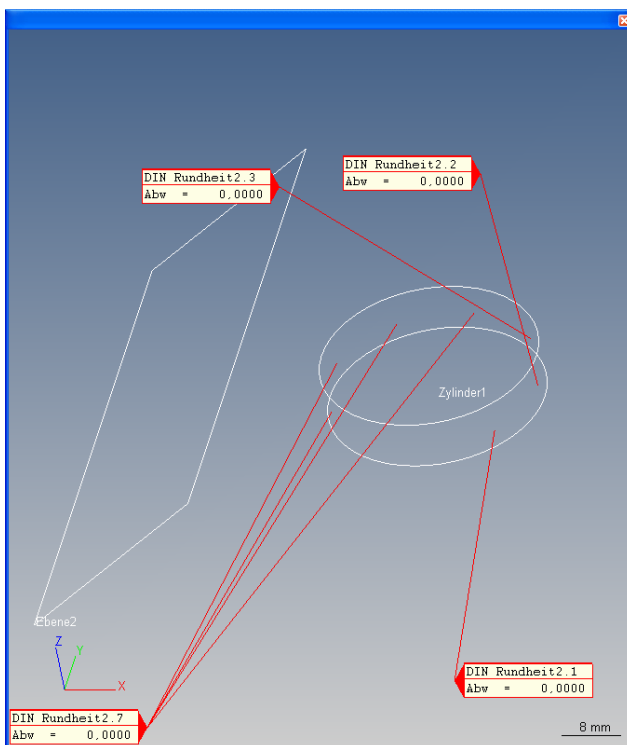 DIN Rundheit2.2
Abw = 0,0000
DIN Rundheit2.3
Abw = 0,0000
Zylinder1
Ebene2
Z
Y
X
DIN Rundheit2.1
Abw = 0,0000
DIN Rundheit2.7
Abw = 0,0000
8 mm